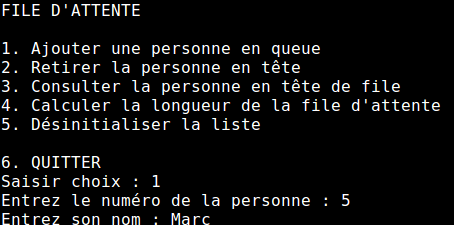 FILE D'ATTENTE
1. Ajouter une personne en queue
2. Retirer la personne en tête
3. Consulter la personne en tête de file
4. Calculer la longueur de la file d'attente
5. Désinitialiser la liste
6. QUITTER
Saisir choix : 1
Entrez le numéro de la personne : 5
Entrez son nom : Marc